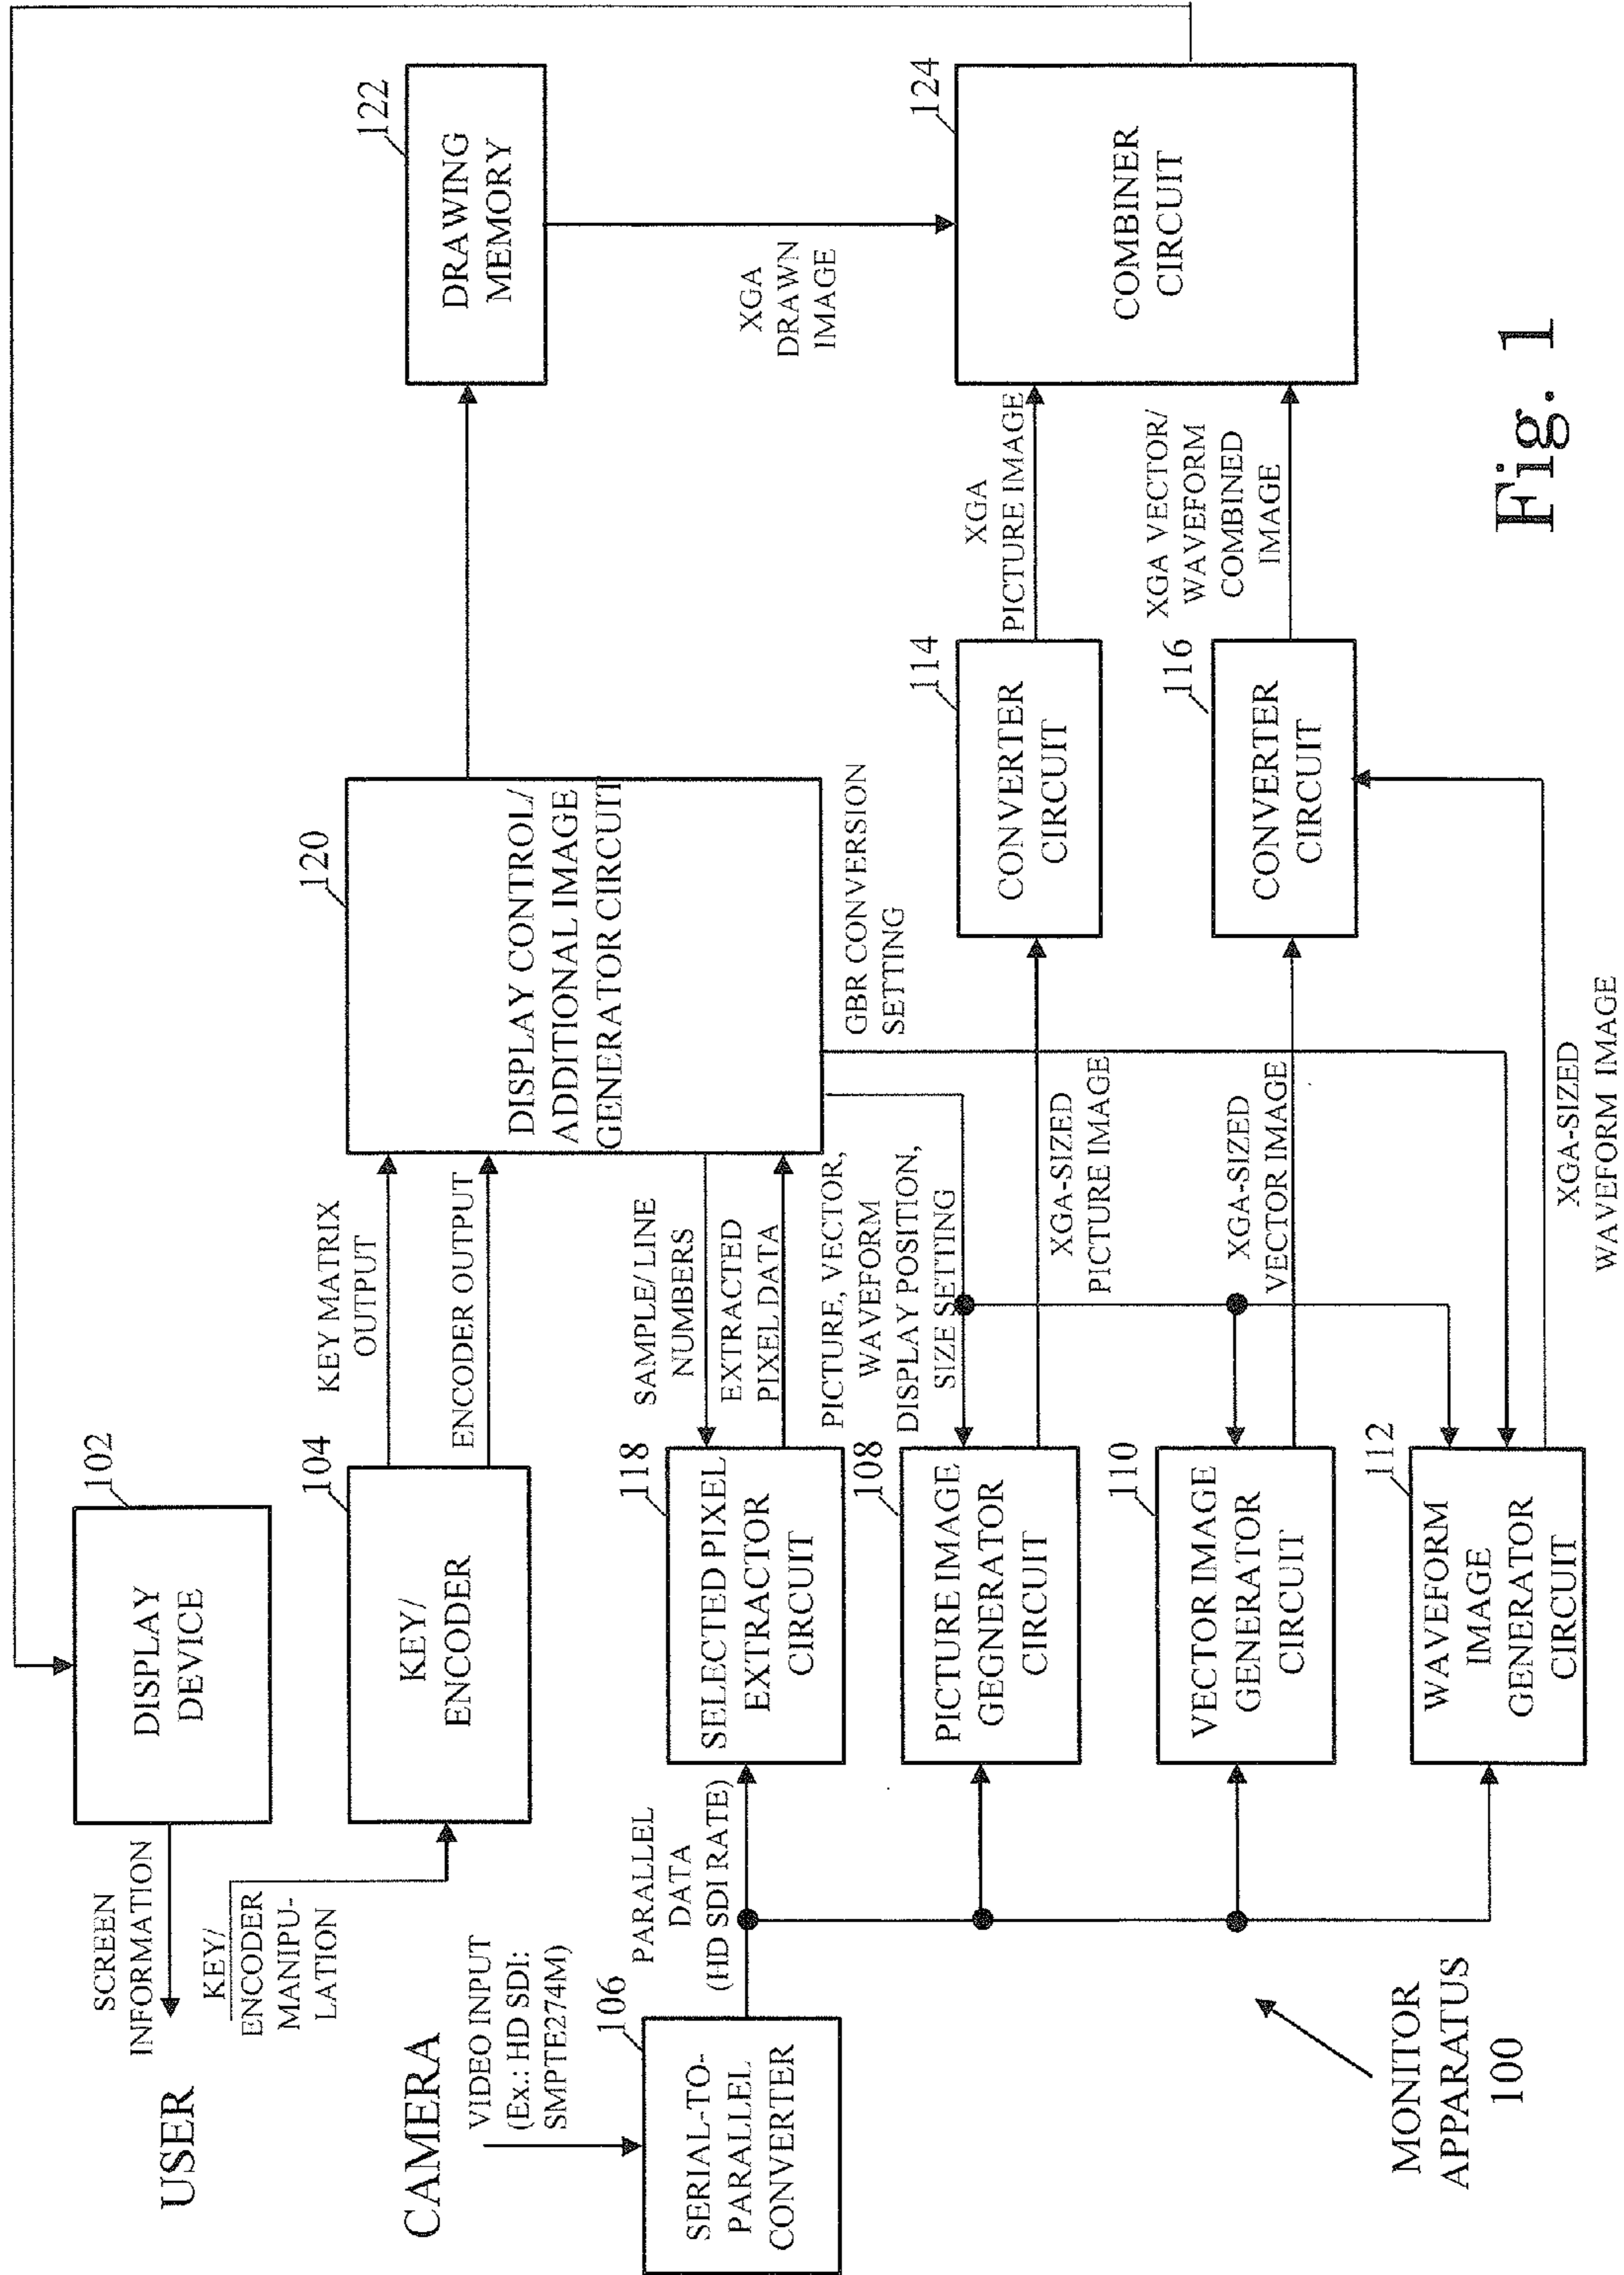 USER
SCREEN
INFORMATION
KEY/
ENCODER
MANIPU-
LATION
102
DISPLAY
DEVICE
104
KEY/
ENCODER
KEY MATRIX
OUTPUT
ENCODER OUTPUT
120
DISPLAY CONTROL/
ADDITIONAL IMAGE
GENERATOR CIRCUIT
122
DRAWING
MEMORY
XGA
DRAWN
IMAGE
CAMERA
VIDEO INPUT
(Ex.: HD SDI:
SMPTE274M)
106
SERIAL-TO-
PARALLEL
CONVERTER
PARALLEL
DATA
(HD SDI RATE)
118
SELECTED PIXEL
EXTRACTOR
CIRCUIT
SAMPLE/LINE
NUMBERS
EXTRACTED
PIXEL DATA
PICTURE, VECTOR,
WAVEFORM
DISPLAY POSITION,
SIZE SETTING
GBR CONVERSION
SETTING
108
PICTURE IMAGE
GEGNERATOR
CIRCUIT
XGA-SIZED
PICTURE IMAGE
114
CONVERTER
CIRCUIT
XGA
PICTURE IMAGE
124
COMBINER
CIRCUIT
110
VECTOR IMAGE
GENERATOR
CIRCUIT
XGA-SIZED
VECTOR IMAGE
116
CONVERTER
CIRCUIT
XGA VECTOR/
WAVEFORM
COMBINED
IMAGE
112
WAVEFORM
IMAGE
GENERATOR
CIRCUIT
XGA-SIZED
WAVEFORM IMAGE
MONITOR
APPARATUS
100
Fig. 1